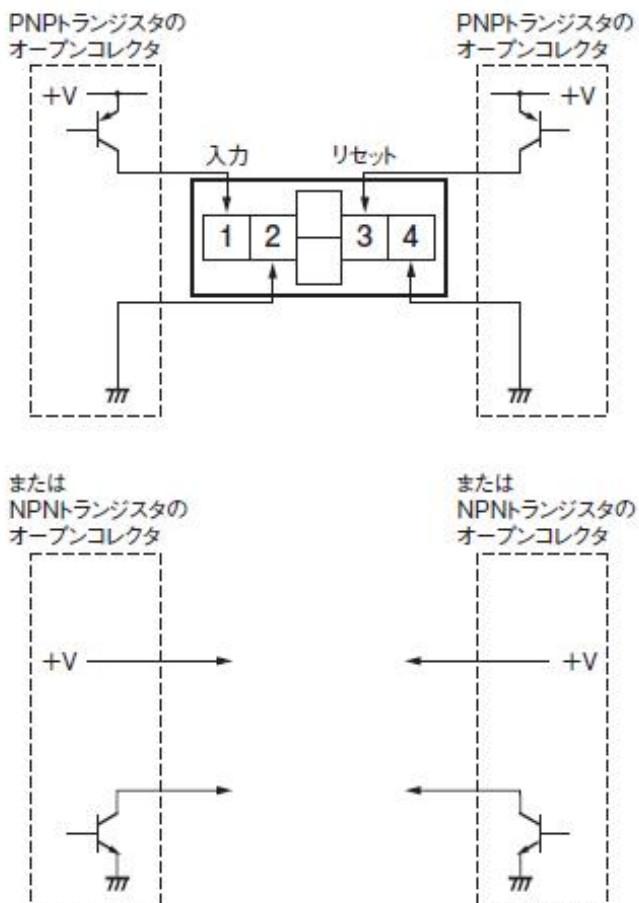 PNPトランジスタの
オープンコレクタ
PNPトランジスタの
オープンコレクタ
+V
+V
入力
リセット
1 2 3 4
または
NPNトランジスタの
オープンコレクタ
または
NPNトランジスタの
オープンコレクタ
+V
+V